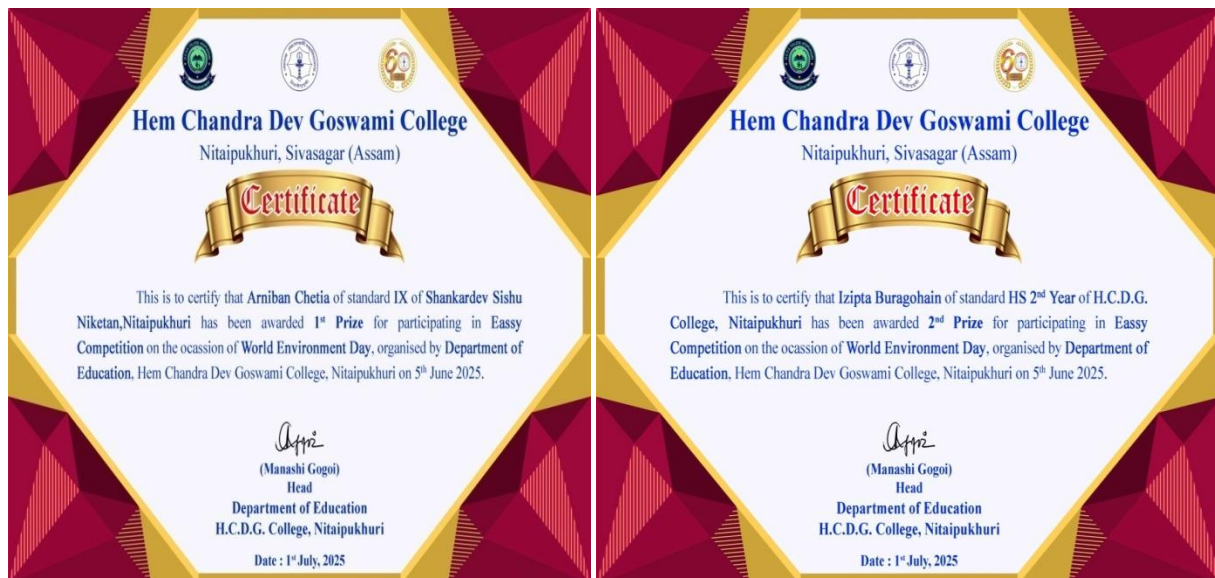 Hem Chandra Dev Goswami College
Nitaipukhuri, Sivasagar (Assam)
Certificate
This is to certify that Arniban Chetia of standard IX of Shankardev Sishu
Niketan,Nitaipukhuri has been awarded 1st Prize for participating in Eassy
Competition on the ocassion of World Environment Day, organised by Department of
Education, Hem Chandra Dev Goswami College, Nitaipukhuri on 5th June 2025.
(Manashi Gogoi)
Head
Department of Education
H.C.D.G. College, Nitaipukhuri
Date : 1st July, 2025
60
Hem Chandra Dev Goswami College
Nitaipukhuri, Sivasagar (Assam)
Certificate
This is to certify that Izipta Buragohain of standard HS 2nd Year of H.C.D.G.
College, Nitaipukhuri has been awarded 2nd Prize for participating in Eassy
Competition on the ocassion of World Environment Day, organised by Department of
Education, Hem Chandra Dev Goswami College, Nitaipukhuri on 5th June 2025.
(Manashi Gogoi)
Head
Department of Education
H.C.D.G. College, Nitaipukhuri
Date : 1st July, 2025